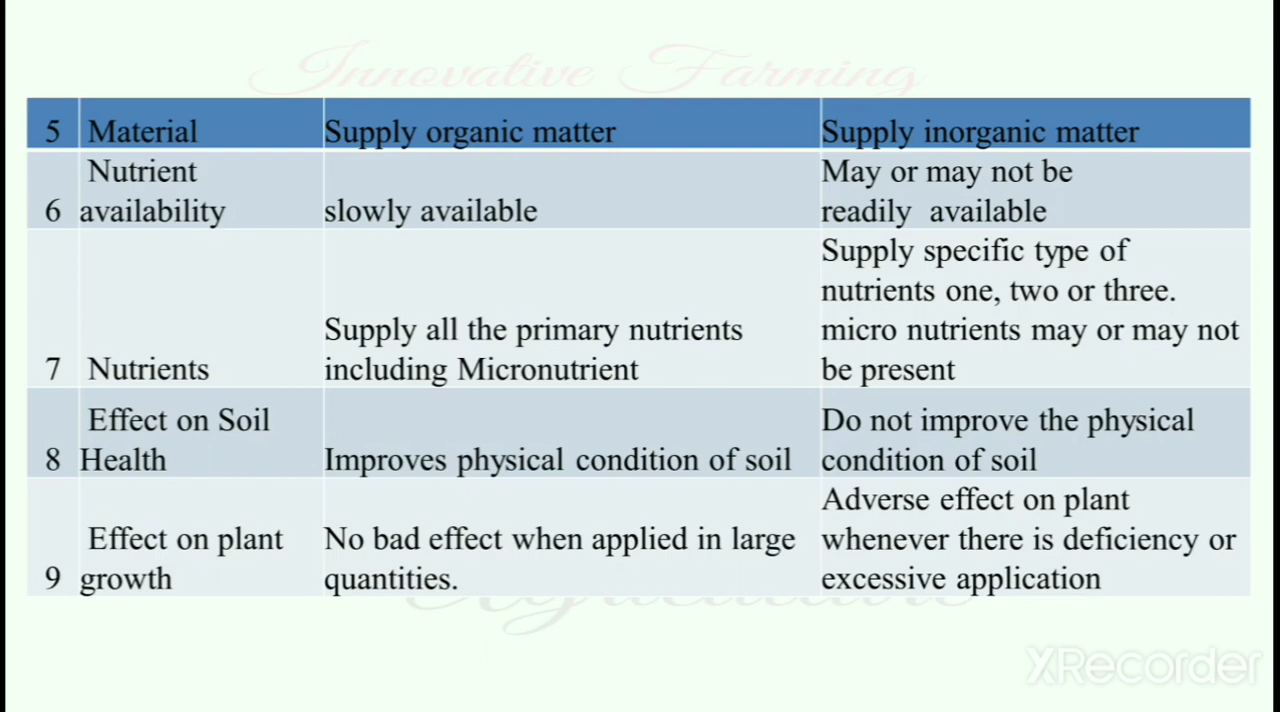 Innovative Farming
5 Material Supply organic matter Supply inorganic matter
Nutrient May or may not be
6 availability slowly available readily available
Supply specific type of
nutrients one, two or three.
Supply all the primary nutrients micro nutrients may or may not
7 Nutrients including Micronutrient be present
Effect on Soil Do not improve the physical
8 Health Improves physical condition of soil condition of soil
Adverse effect on plant
Effect on plant No bad effect when applied in large whenever there is deficiency or
9 growth quantities. excessive application
XRecorder